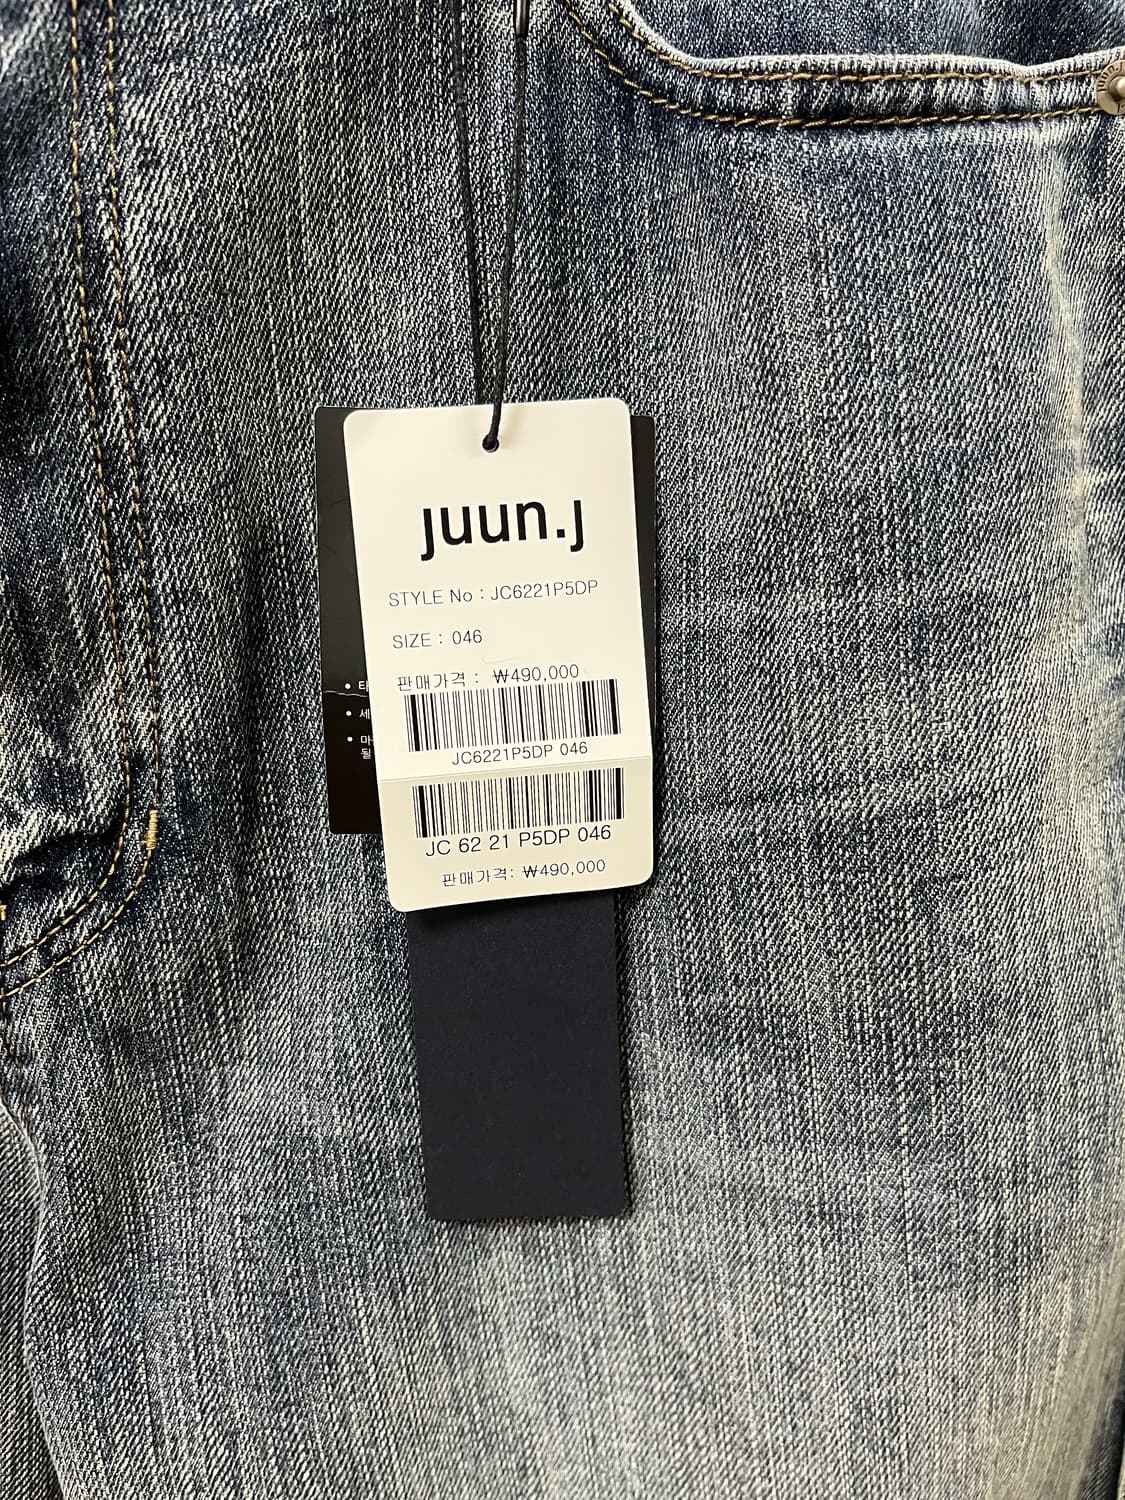 juun.j
STYLE No : JC6221P5DP
SIZE : 046
판매가격 : ₩490,000
JC6221P5DP 046
JC 62 21 P5DP 046
판매가격: ₩490,000